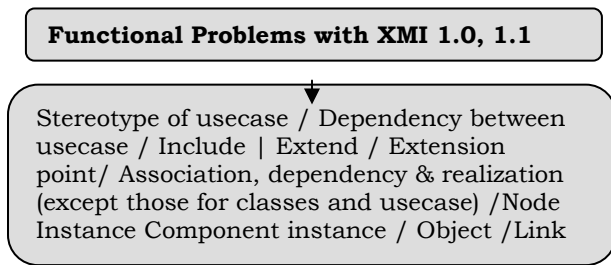 Functional Problems with XMI 1.0, 1.1
Stereotype of usecase / Dependency between
usecase / Include | Extend / Extension
point/ Association, dependency & realization
(except those for classes and usecase) /Node
Instance Component instance / Object /Link